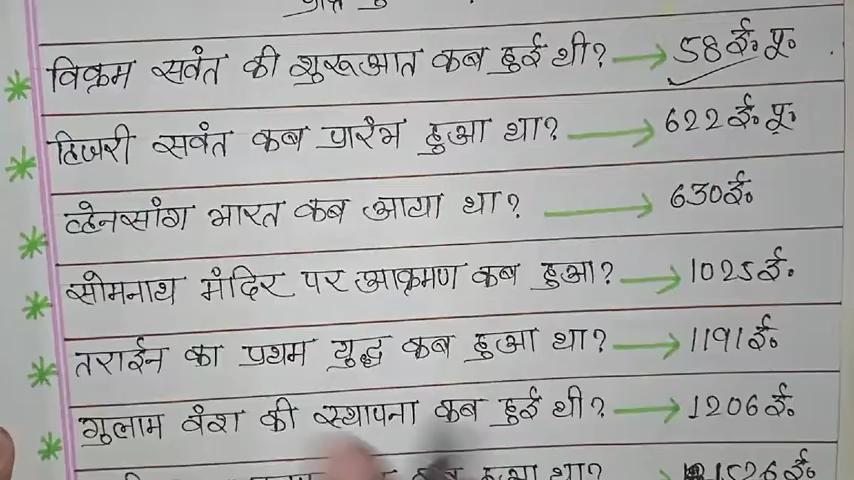 विक्रम सवंत की शुरूआत कब हुई थी? → 58 ई. पू.
हिजरी सवंत कब प्रारंभ हुआ था? → 622 ई. पू.
ह्वेनसांग भारत कब आया था? → 630 ई.
सोमनाथ मंदिर पर आक्रमण कब हुआ? → 1025 ई.
तराईन का प्रथम युद्ध कब हुआ था? → 1191 ई.
गुलाम वंश की स्थापना कब हुई थी? → 1206 ई.
हुआ था? → 1526 ई.